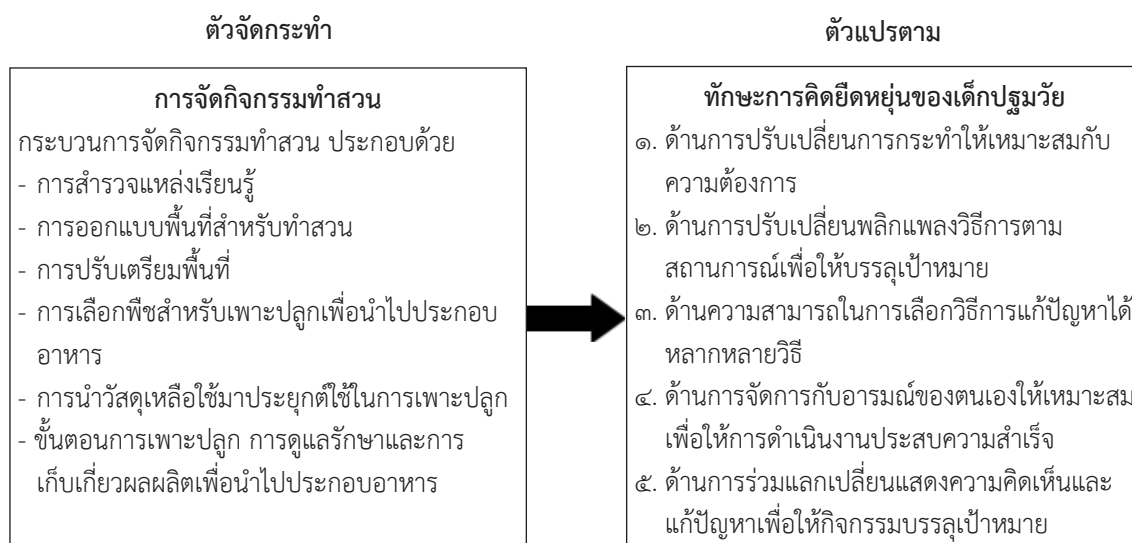 ตัวจัดกระทำ
การจัดกิจกรรมทำสวน
กระบวนการจัดกิจกรรมทำสวน ประกอบด้วย
- การสำรวจแหล่งเรียนรู้
- การออกแบบพื้นที่สำหรับทำสวน
- การปรับเตรียมพื้นที่
- การเลือกพืชสำหรับเพาะปลูกเพื่อนำไปประกอบ
อาหาร
- การนำวัสดุเหลือใช้มาประยุกต์ใช้ในการเพาะปลูก
- ขั้นตอนการเพาะปลูก การดูแลรักษาและการ
เก็บเกี่ยวผลผลิตเพื่อนำไปประกอบอาหาร
ตัวแปรตาม
ทักษะการคิดยืดหยุ่นของเด็กปฐมวัย
๑. ด้านการปรับเปลี่ยนการกระทำให้เหมาะสมกับ
ความต้องการ
๒. ด้านการปรับเปลี่ยนพลิกแพลงวิธีการตาม
สถานการณ์เพื่อให้บรรลุเป้าหมาย
๓. ด้านความสามารถในการเลือกวิธีการแก้ปัญหาได้
หลากหลายวิธี
๔. ด้านการจัดการกับอารมณ์ของตนเองให้เหมาะสม
เพื่อให้การดำเนินงานประสบความสำเร็จ
๕. ด้านการร่วมแลกเปลี่ยนแสดงความคิดเห็นและ
แก้ปัญหาเพื่อให้กิจกรรมบรรลุเป้าหมาย